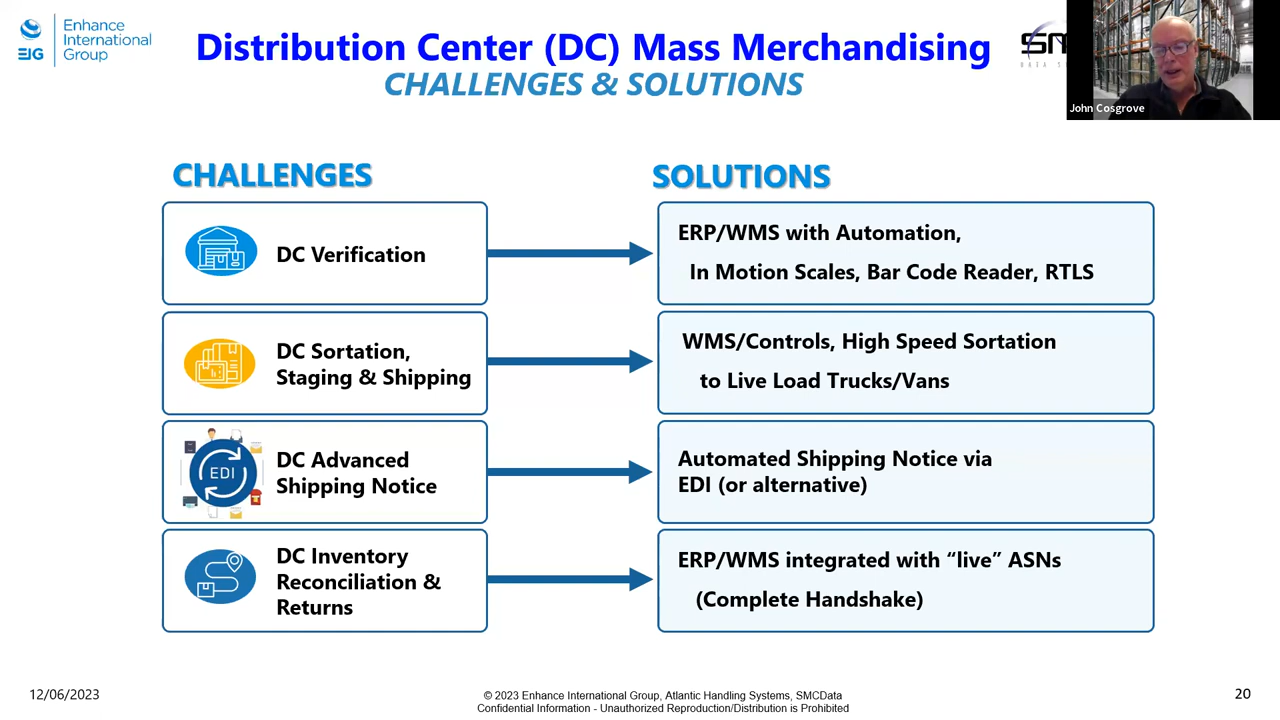 Enhance
International
Group
EIG
Distribution Center (DC) Mass Merchandising
CHALLENGES & SOLUTIONS
John Cosgrove
CHALLENGES
SOLUTIONS
DC Verification
ERP/WMS with Automation,
In Motion Scales, Bar Code Reader, RTLS
DC Sortation,
Staging & Shipping
WMS/Controls, High Speed Sortation
to Live Load Trucks/Vans
EDI
DC Advanced
Shipping Notice
Automated Shipping Notice via
EDI (or alternative)
DC Inventory
Reconciliation &
Returns
ERP/WMS integrated with “live” ASNs
(Complete Handshake)
12/06/2023
© 2023 Enhance International Group, Atlantic Handling Systems, SMCData
Confidential Information - Unauthorized Reproduction/Distribution is Prohibited
20